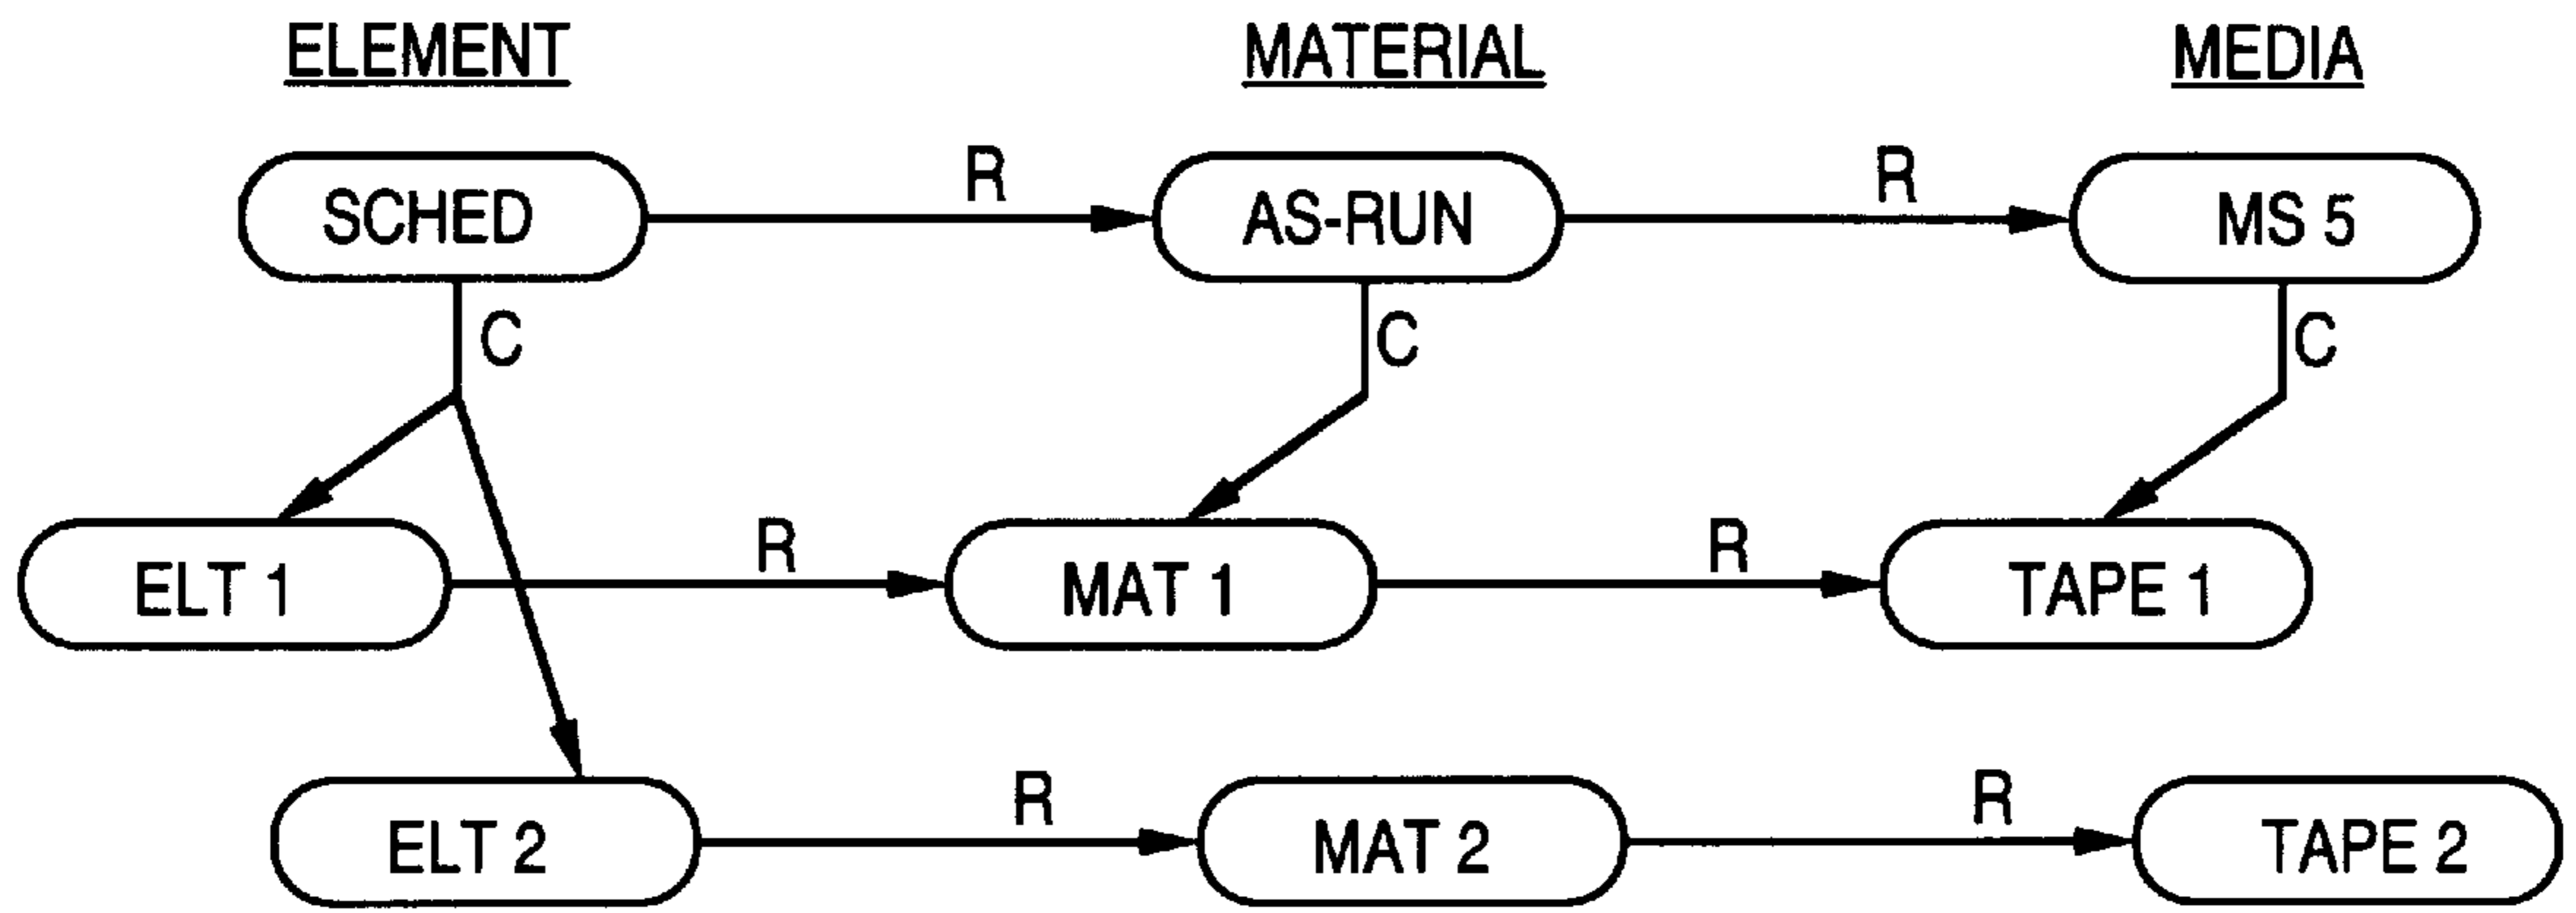 ELEMENT MATERIAL MEDIA
R R
SCHED AS-RUN MS 5
C C C
R R
ELT 1 MAT 1 TAPE 1
R R
ELT 2 MAT 2 TAPE 2